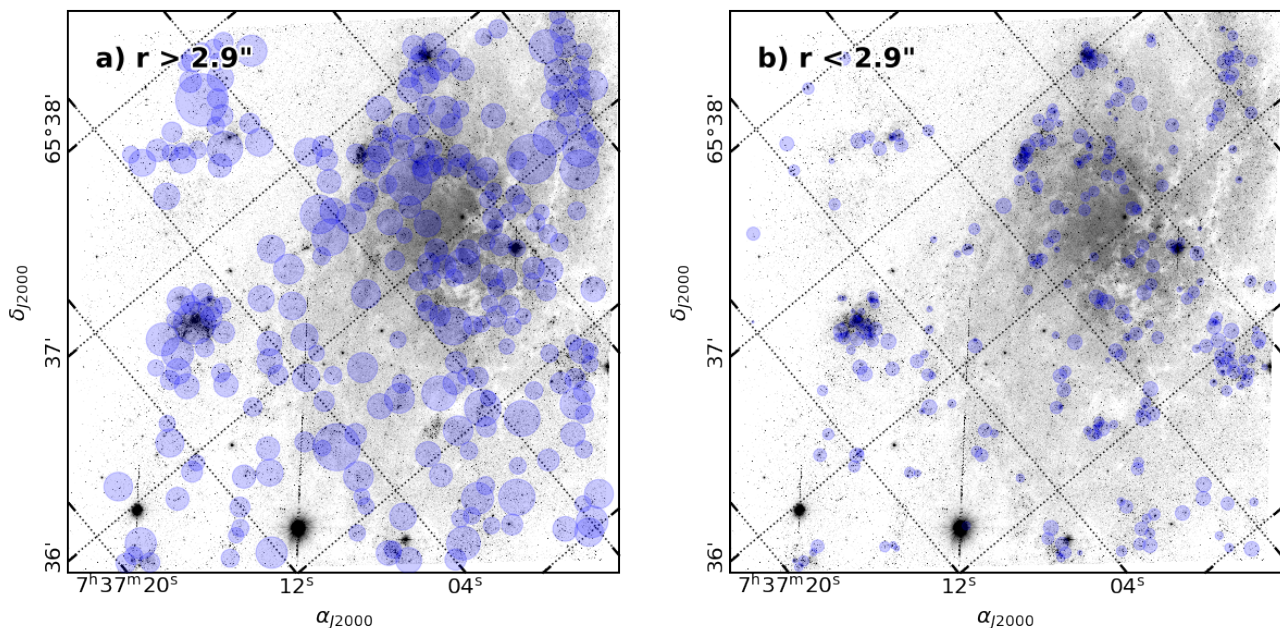 a) r > 2.9"
b) r < 2.9"
65°38'
37'
36'
δJ2000
7h37m20s
12s
04s
αJ2000
65°38'
37'
36'
δJ2000
7h37m20s
12s
04s
αJ2000